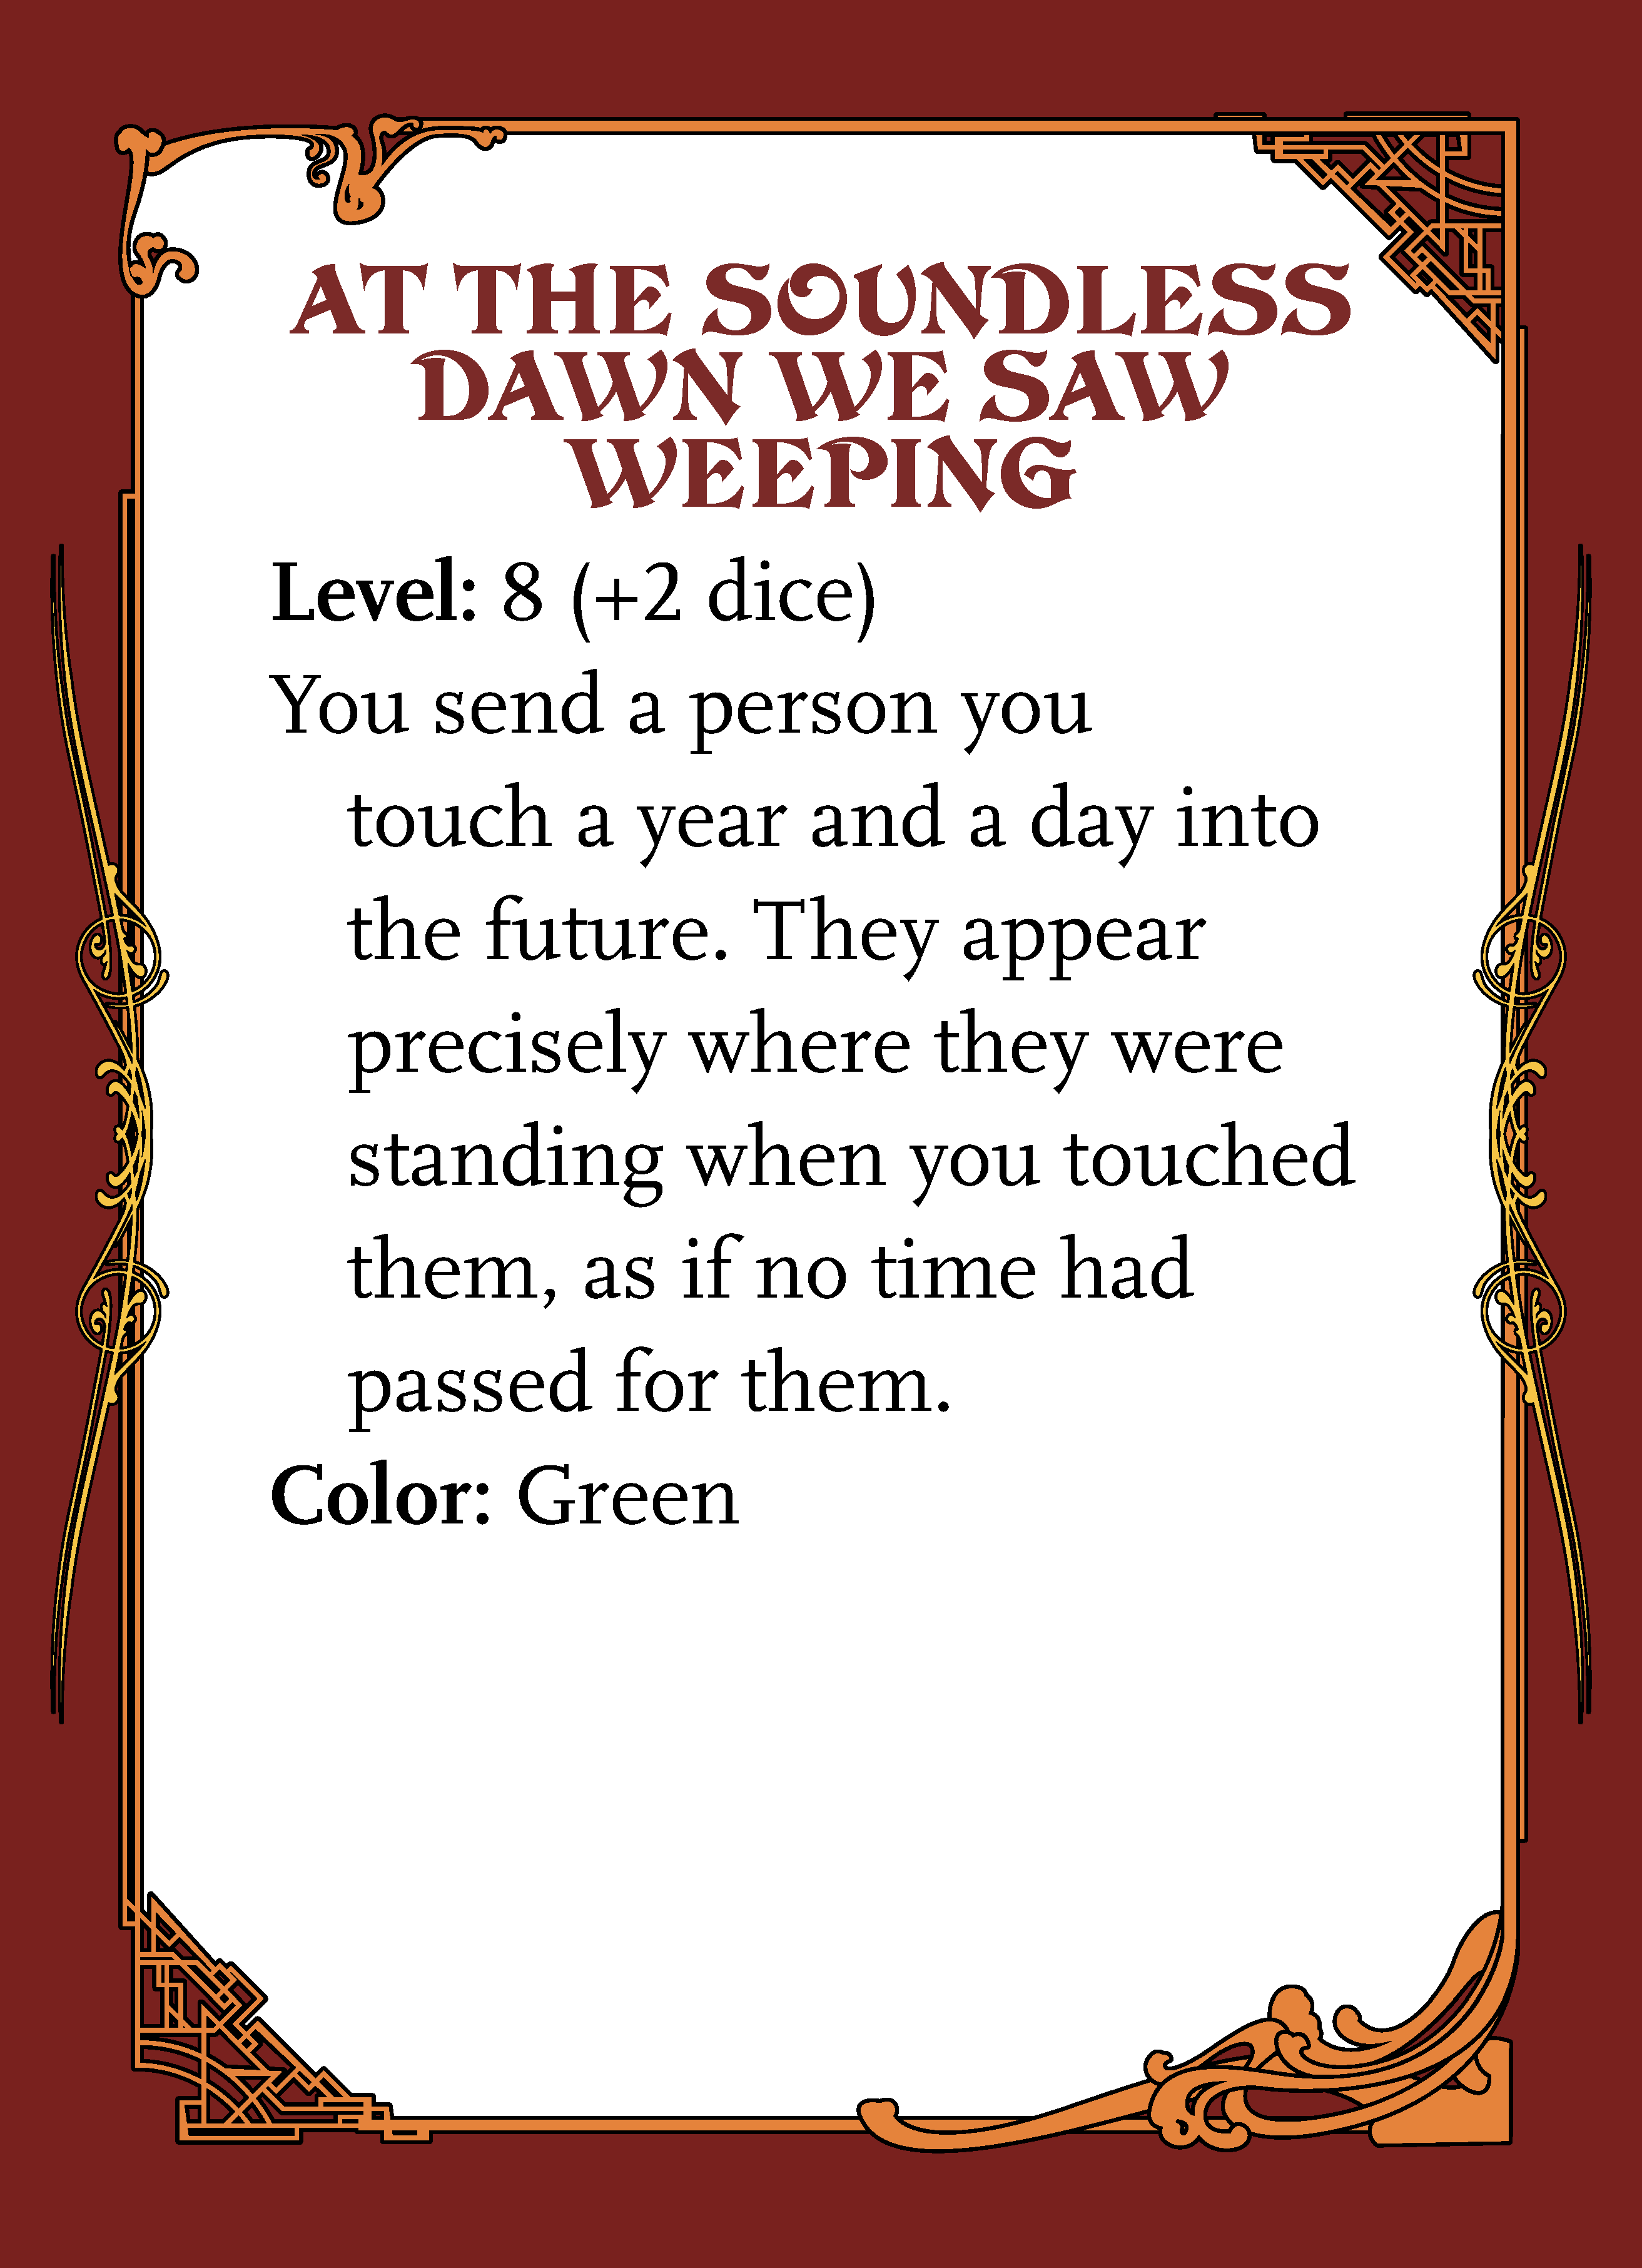 AT THE SOUNDLESS
DAWN WE SAW
WEEPING
Level: 8 (+2 dice)
You send a person you
touch a year and a day into
the future. They appear
precisely where they were
standing when you touched
them, as if no time had
passed for them.
Color: Green